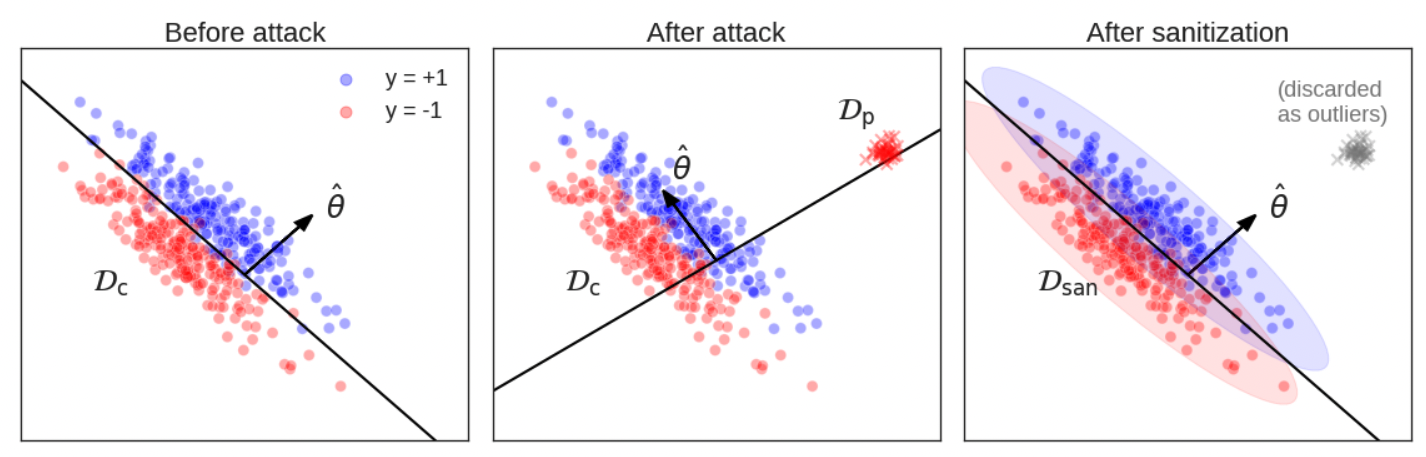 Before attack
y = +1
y = -1
θ̂
𝒟c
After attack
𝒟p
θ̂
𝒟c
After sanitization
(discarded
as outliers)
θ̂
𝒟san